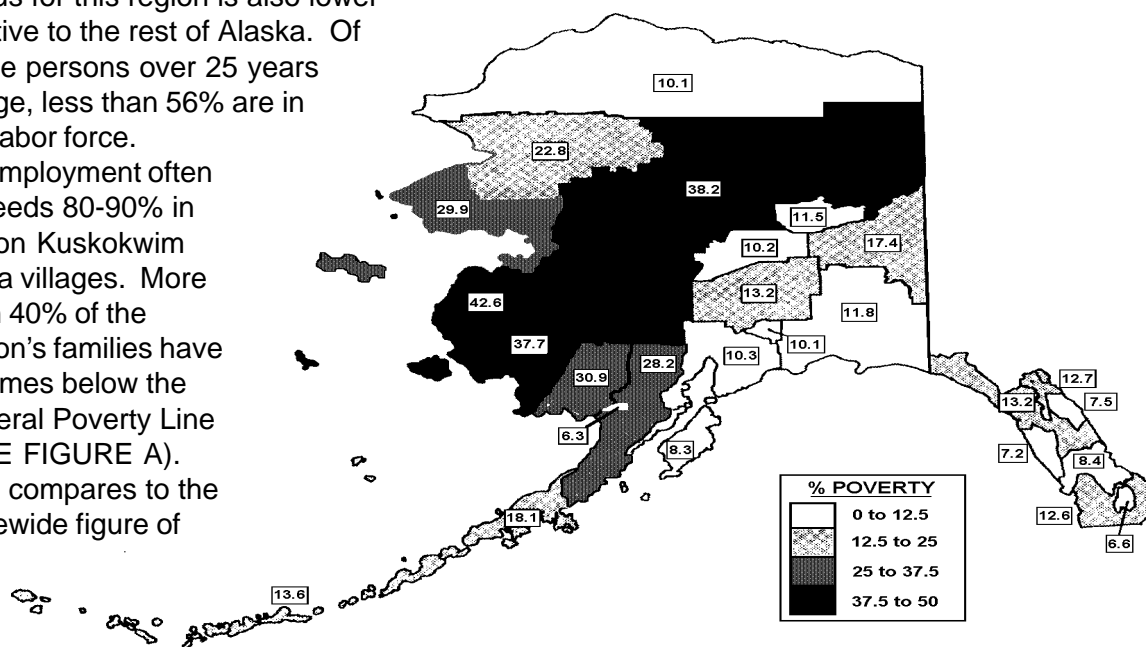 ds for this region is also lower
tive to the rest of Alaska. Of
e persons over 25 years
ge, less than 56% are in
labor force.
mployment often
eeds 80-90% in
on Kuskokwim
a villages. More
n 40% of the
on's families have
mes below the
eral Poverty Line
E FIGURE A).
compares to the
ewide figure of
10.1
22.8
38.2
29.9
11.5
10.2
17.4
13.2
42.6
11.8
37.7
10.1
28.2
10.3
30.9
12.7
13.2
7.5
6.3
8.3
7.2
8.4
18.1
12.6
6.6
13.6
% POVERTY
0 to 12.5
12.5 to 25
25 to 37.5
37.5 to 50